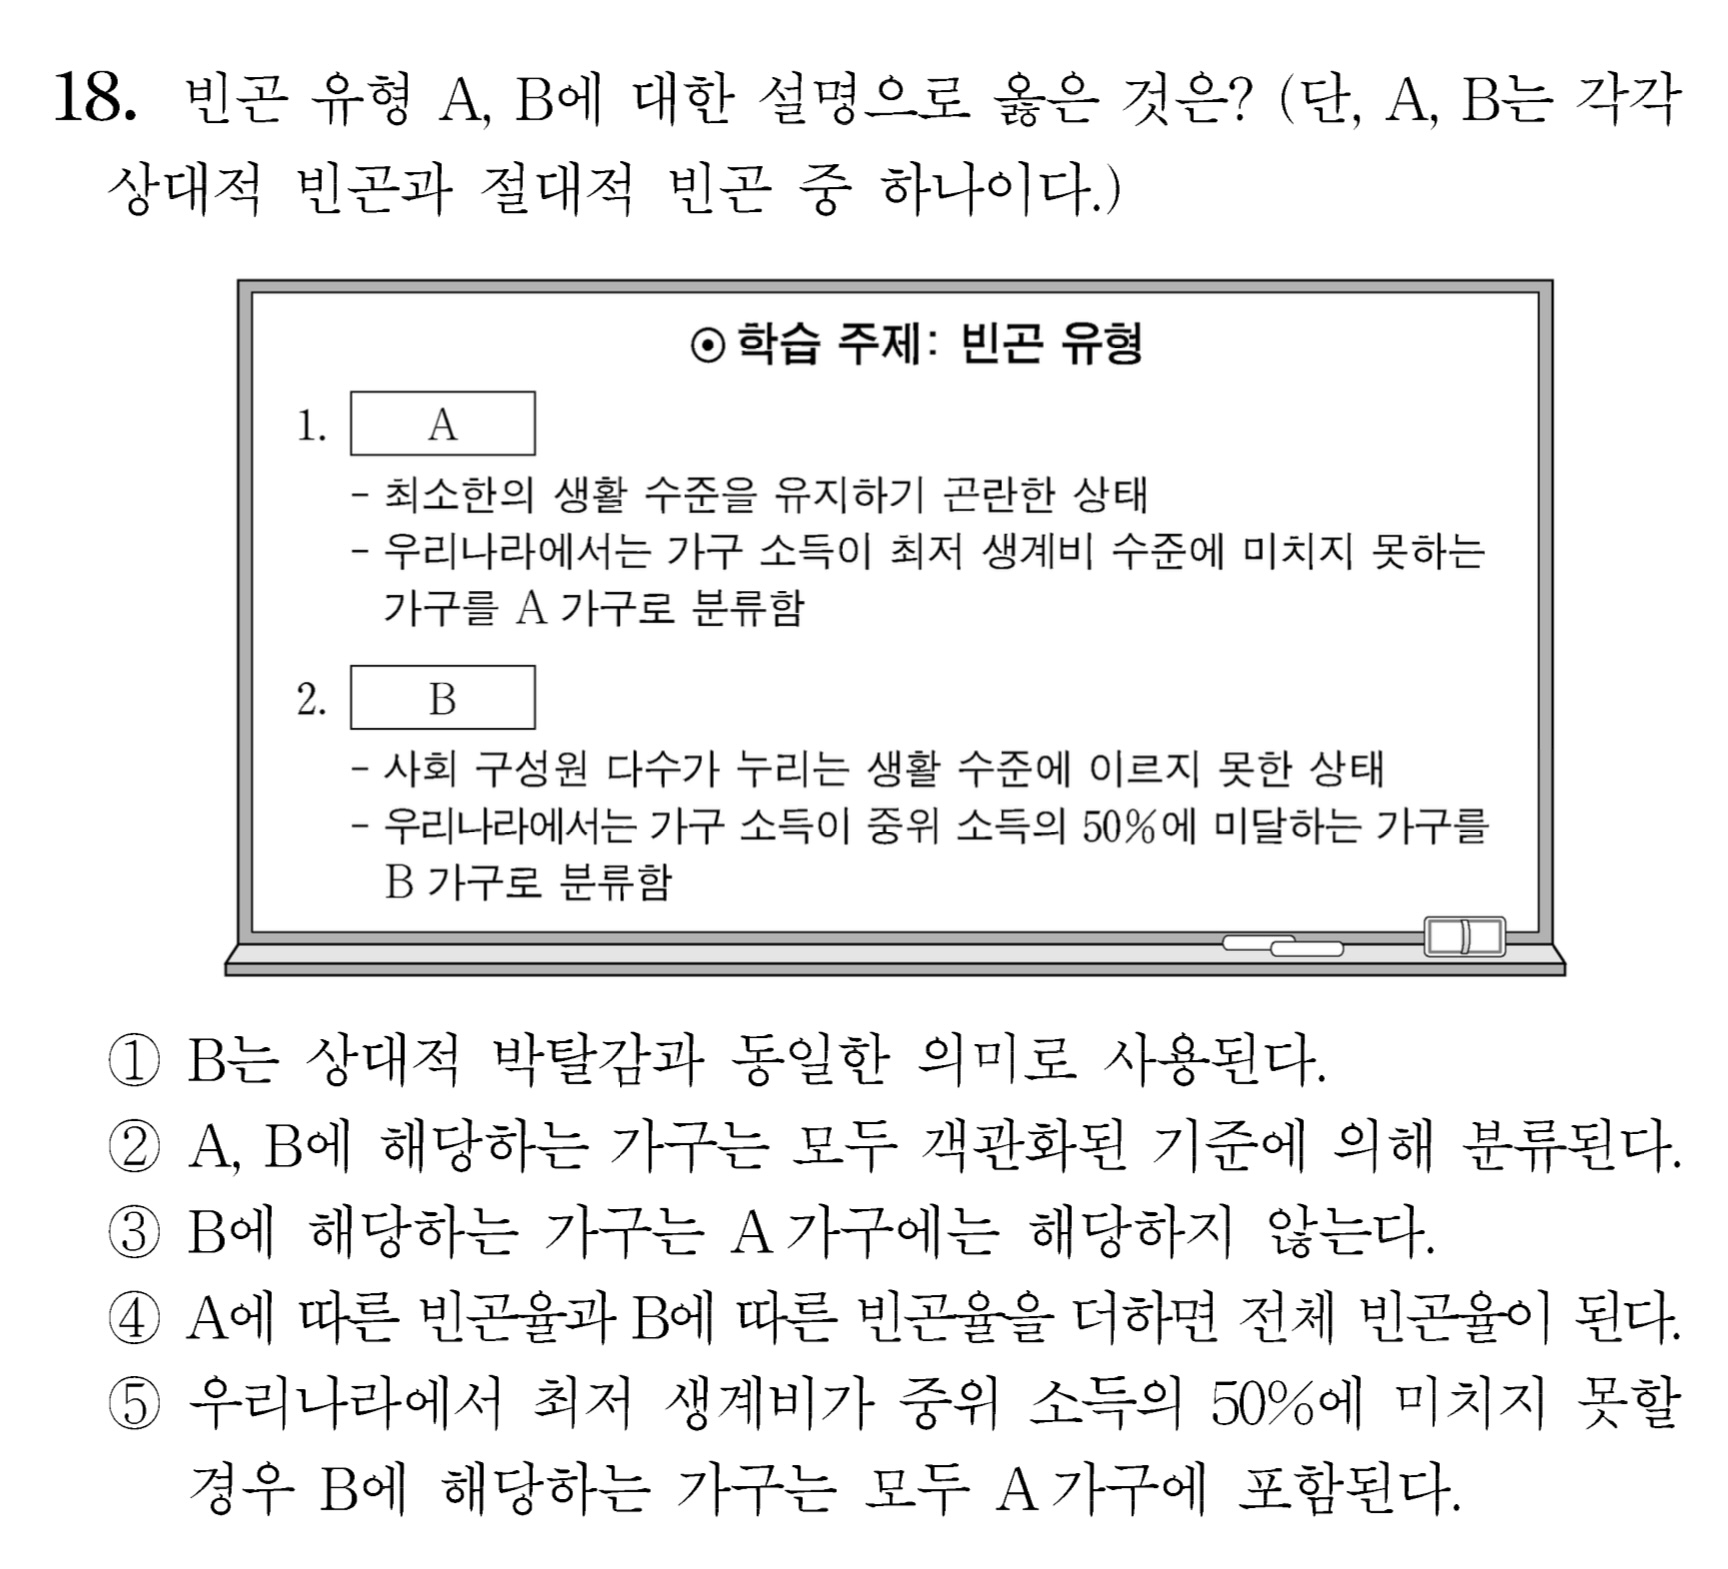 18. 빈곤 유형 A, B에 대한 설명으로 옳은 것은? (단, A, B는 각각
상대적 빈곤과 절대적 빈곤 중 하나이다.)
⊙ 학습 주제: 빈곤 유형
1. A
- 최소한의 생활 수준을 유지하기 곤란한 상태
- 우리나라에서는 가구 소득이 최저 생계비 수준에 미치지 못하는
가구를 A 가구로 분류함
2. B
- 사회 구성원 다수가 누리는 생활 수준에 이르지 못한 상태
- 우리나라에서는 가구 소득이 중위 소득의 50%에 미달하는 가구를
B 가구로 분류함
① B는 상대적 박탈감과 동일한 의미로 사용된다.
② A, B에 해당하는 가구는 모두 객관화된 기준에 의해 분류된다.
③ B에 해당하는 가구는 A 가구에는 해당하지 않는다.
④ A에 따른 빈곤율과 B에 따른 빈곤율을 더하면 전체 빈곤율이 된다.
⑤ 우리나라에서 최저 생계비가 중위 소득의 50%에 미치지 못할
경우 B에 해당하는 가구는 모두 A 가구에 포함된다.